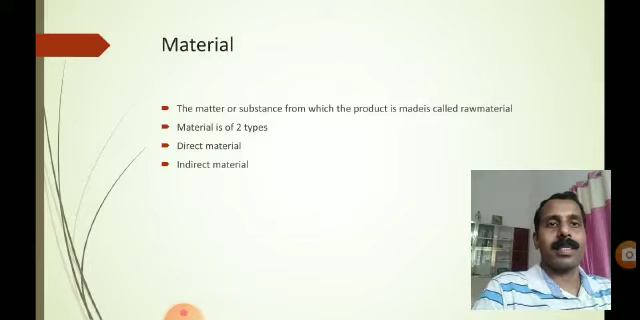 Material
The matter or substance from which the product is madeis called rawmaterial
Material is of 2 types
Direct material
Indirect material